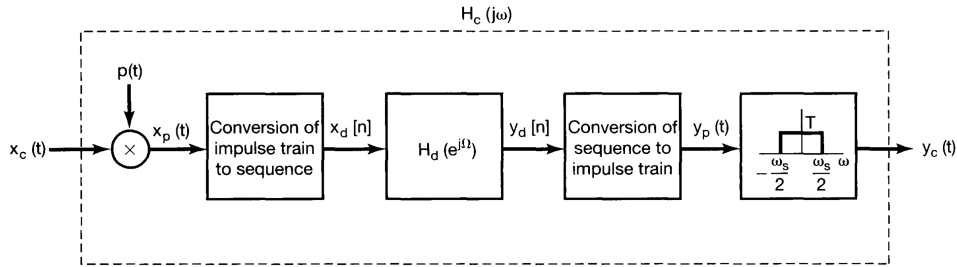 H_c (jω)
p(t)
x_c (t)
×
x_p (t)
Conversion of
impulse train
to sequence
x_d [n]
H_d (e^{jΩ})
y_d [n]
Conversion of
sequence to
impulse train
y_p (t)
T
-ω_s/2
ω_s/2
ω
y_c (t)